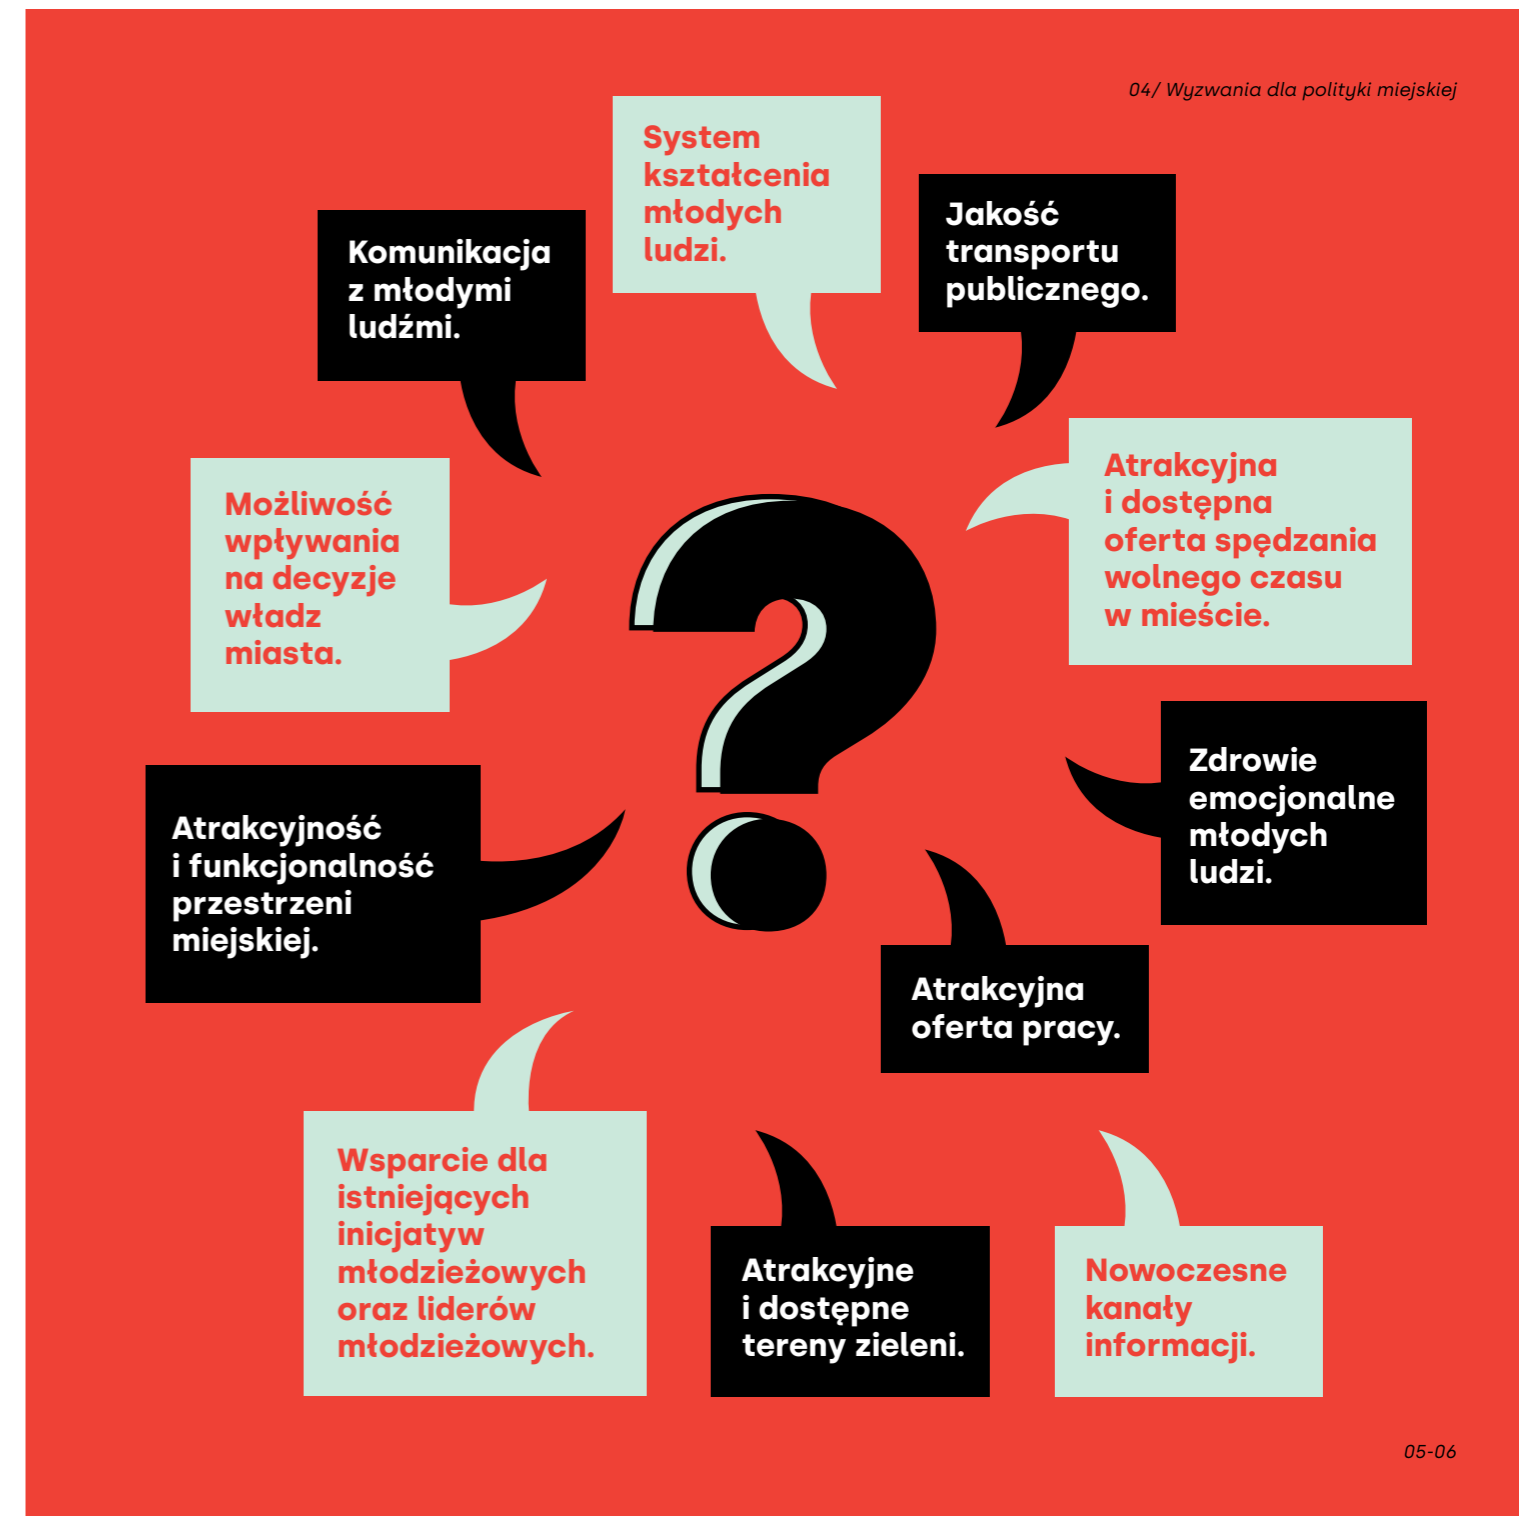 04/ Wyzwania dla polityki miejskiej
System
kształcenia
młodych
ludzi.
Jakość
transportu
publicznego.
Komunikacja
z młodymi
ludźmi.
Atrakcyjna
i dostępna
oferta spędzania
wolnego czasu
w mieście.
Możliwość
wpływania
na decyzje
władz
miasta.
?
Zdrowie
emocjonalne
młodych
ludzi.
Atrakcyjność
i funkcjonalność
przestrzeni
miejskiej.
Atrakcyjna
oferta pracy.
Wsparcie dla
istniejących
inicjatyw
młodzieżowych
oraz liderów
młodzieżowych.
Atrakcyjne
i dostępne
tereny zieleni.
Nowoczesne
kanały
informacji.
05-06